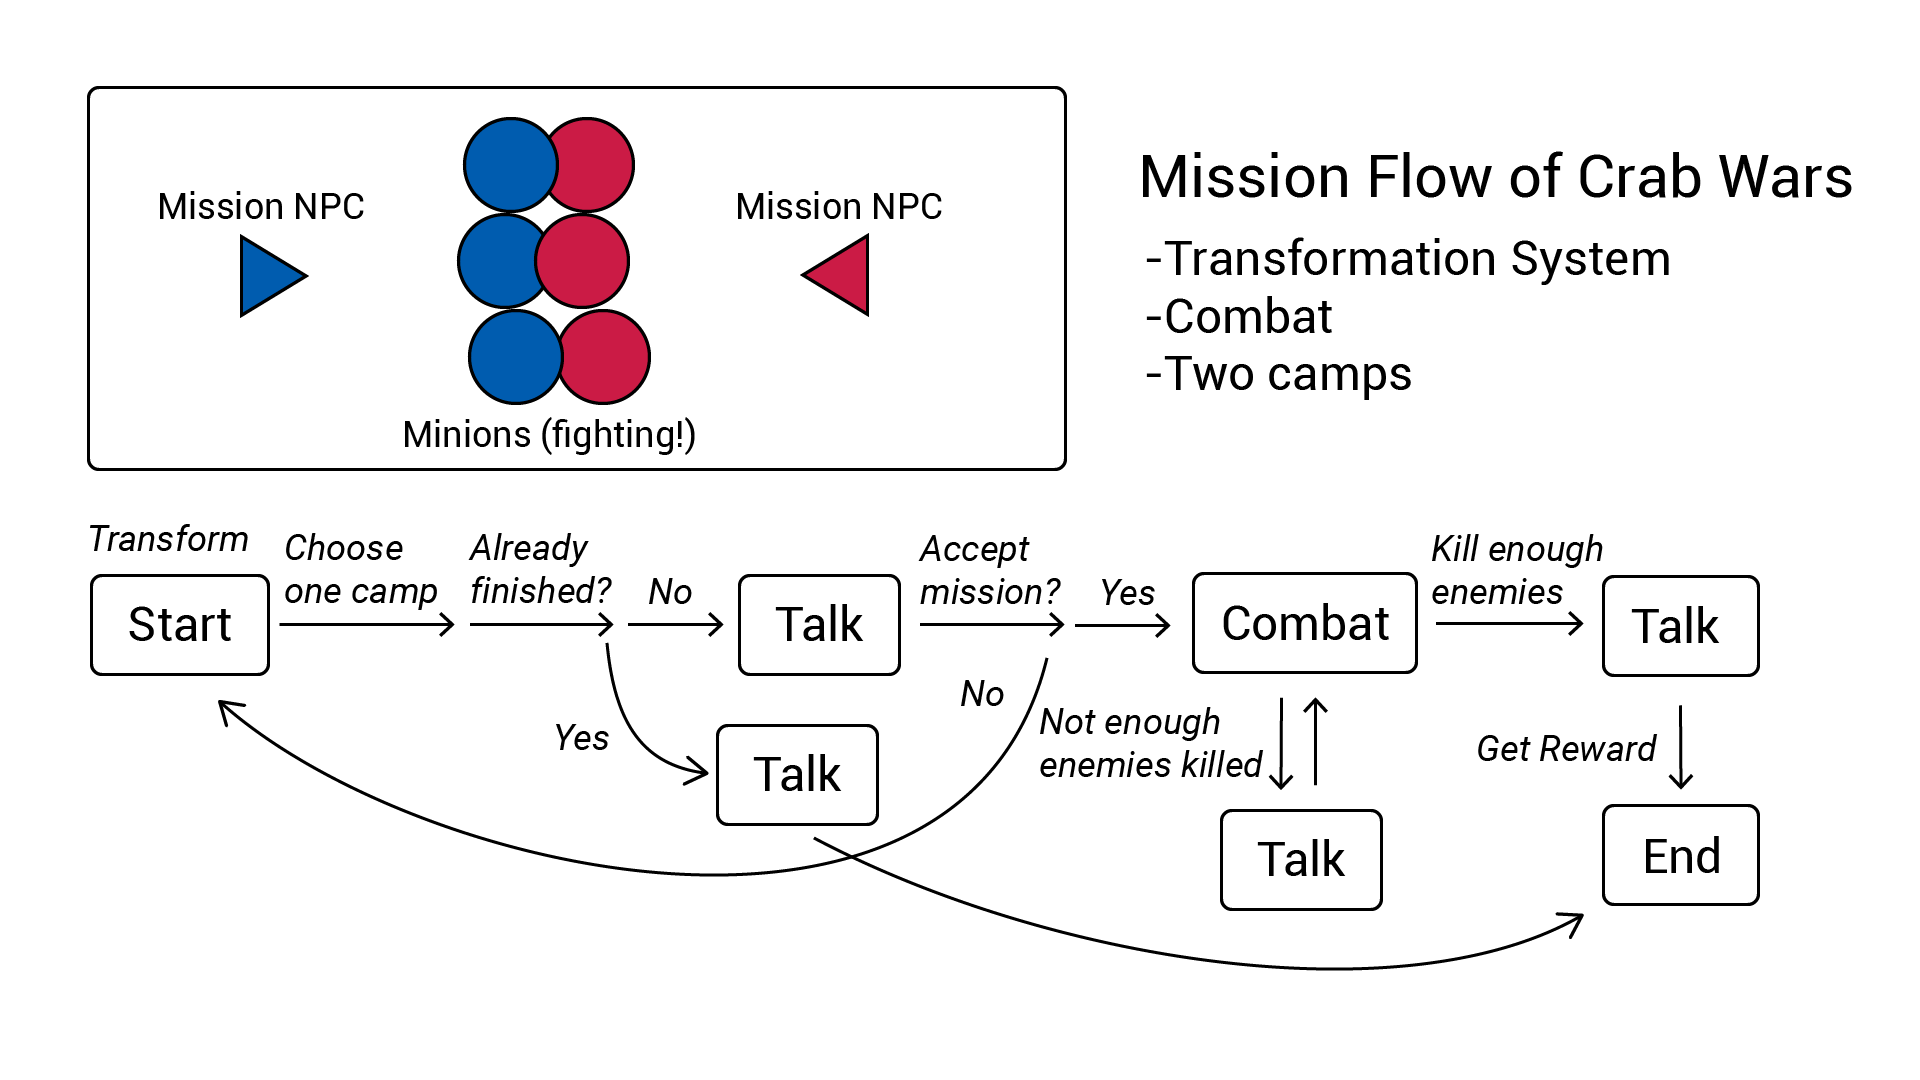 Mission NPC
Mission NPC
Minions (fighting!)
Mission Flow of Crab Wars
-Transformation System
-Combat
-Two camps
Transform
Start
Choose
one camp
Already
finished?
No
Talk
Yes
Talk
Accept
mission?
Yes
No
Combat
Not enough
enemies killed
Talk
Kill enough
enemies
Talk
Get Reward
End